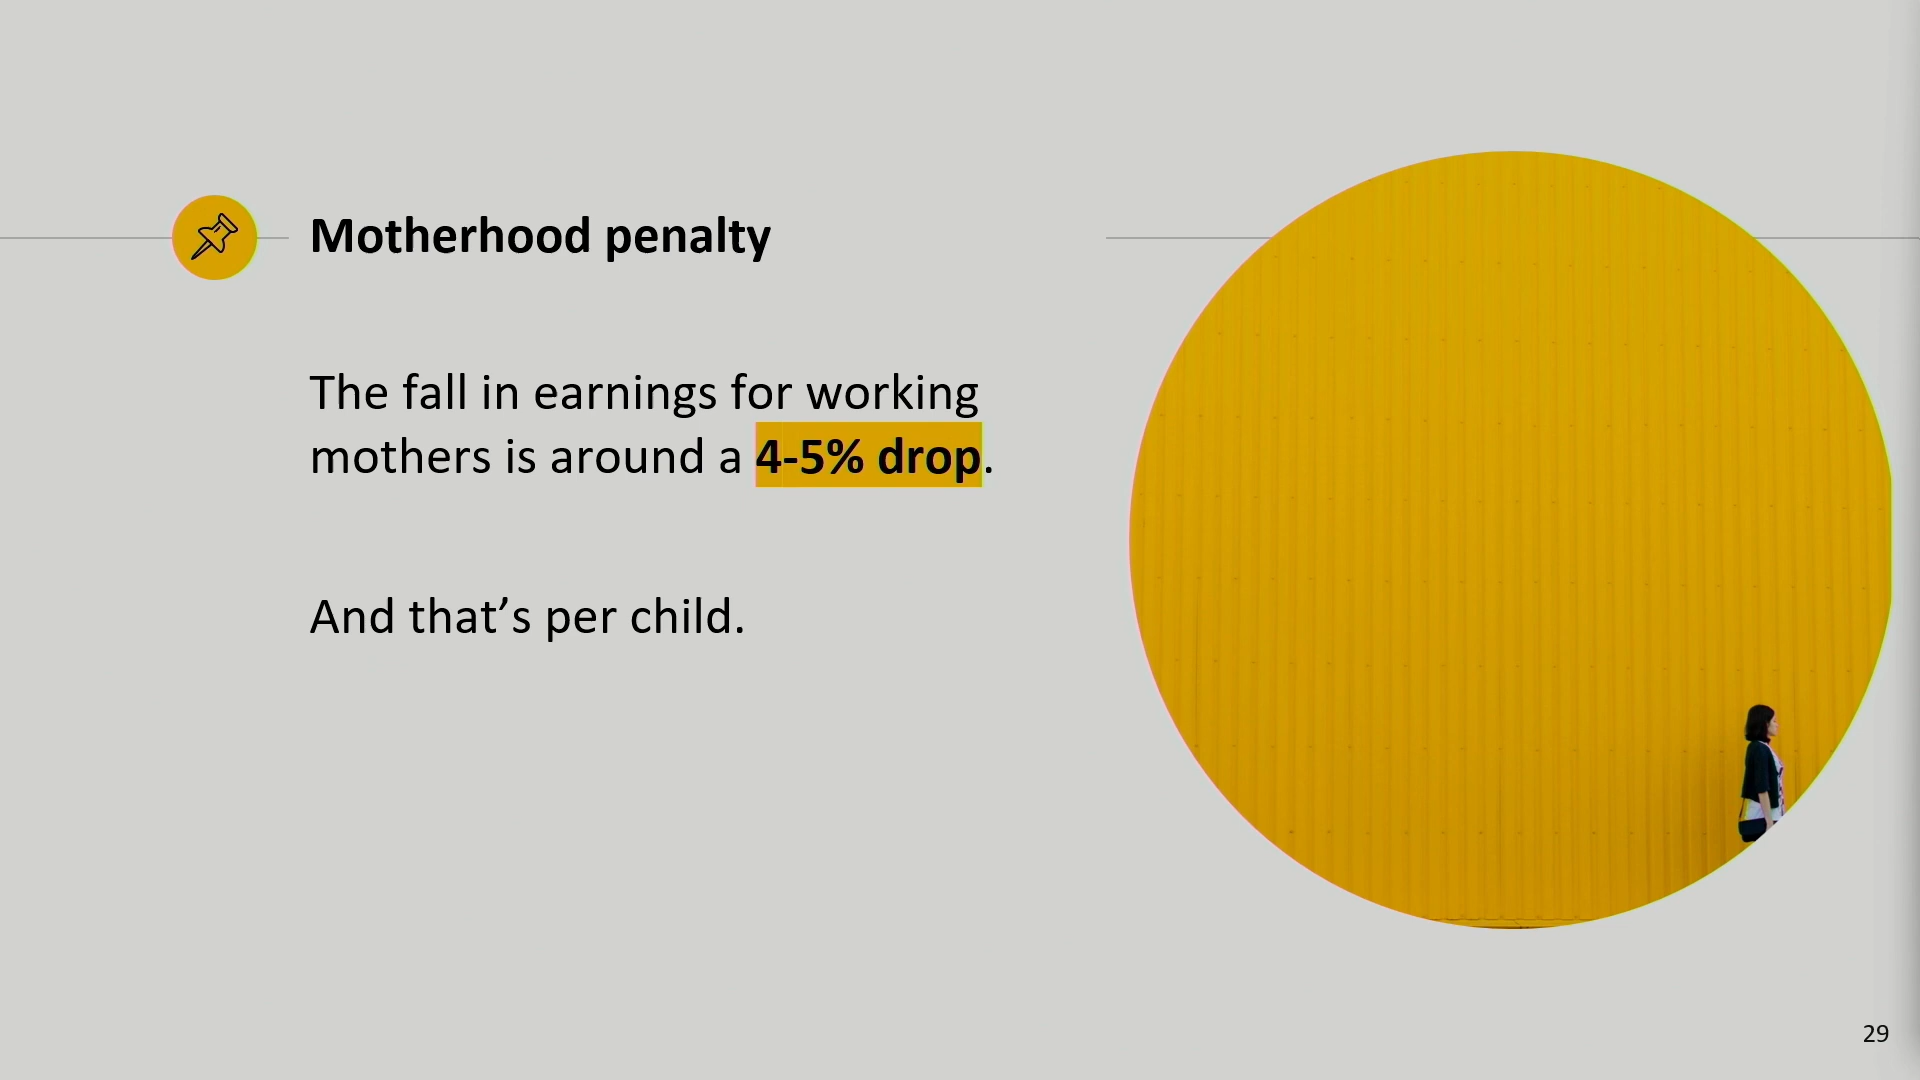 Motherhood penalty
The fall in earnings for working
mothers is around a 4-5% drop.
And that’s per child.
29